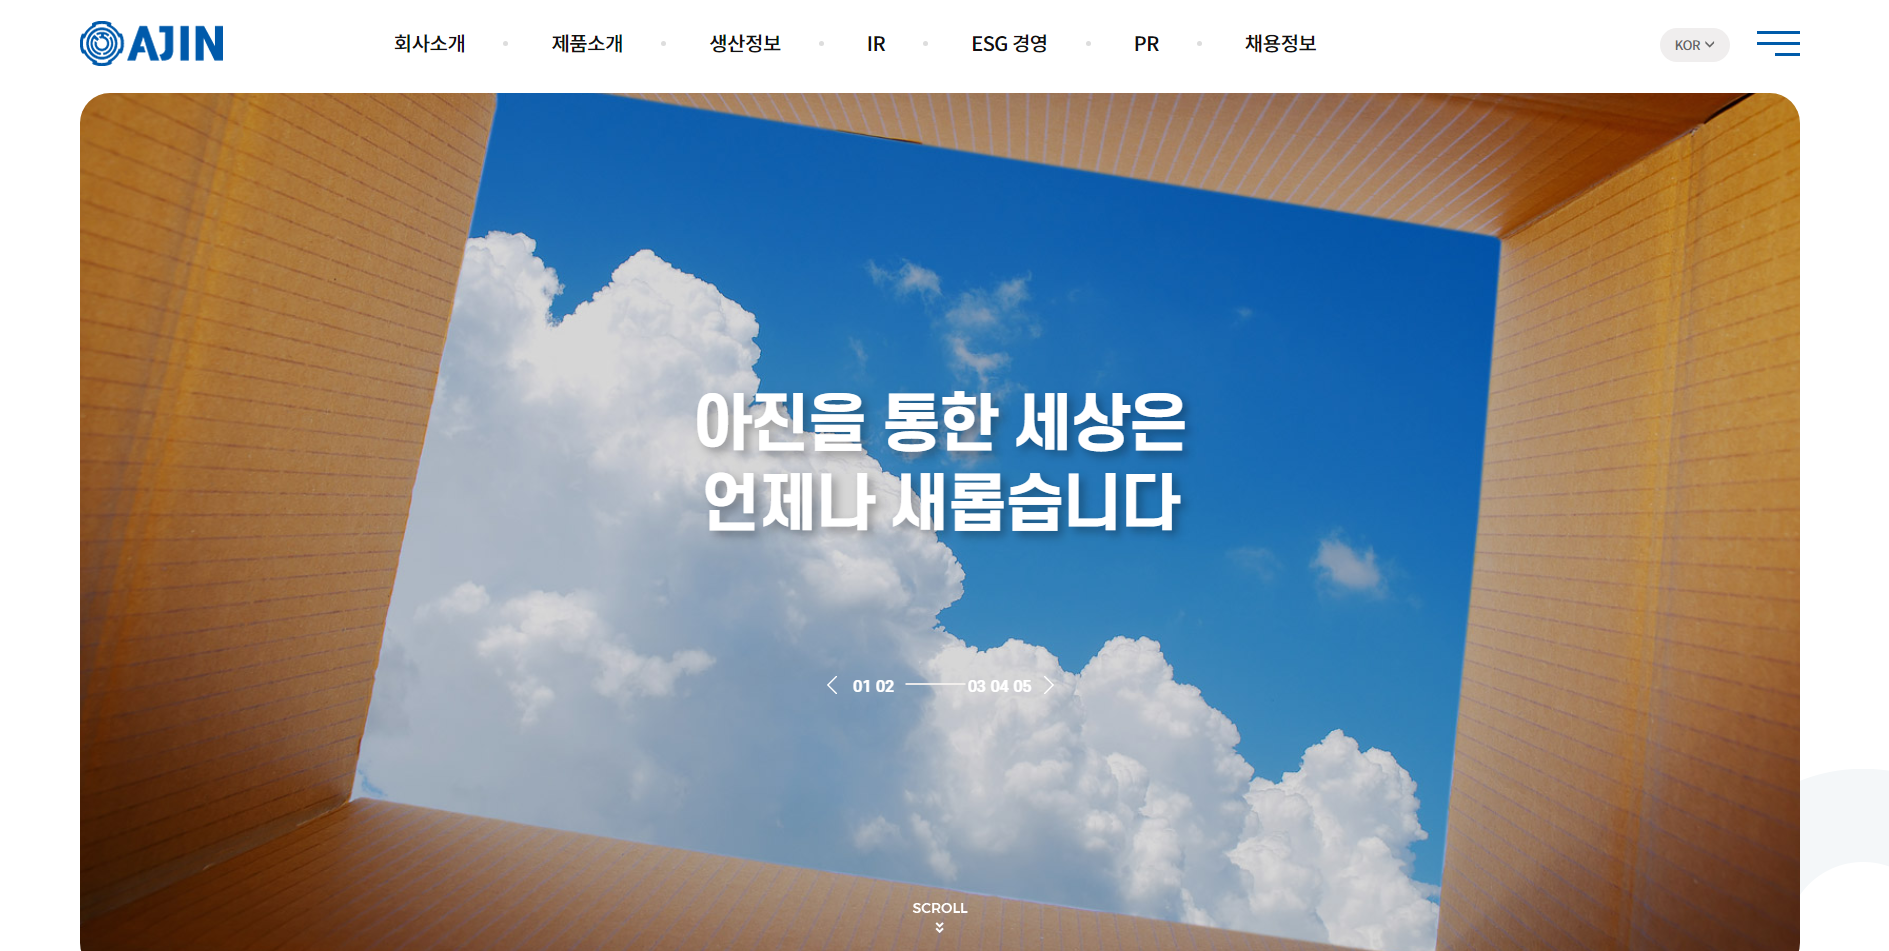 AJIN
회사소개
제품소개
생산정보
IR
ESG 경영
PR
채용정보
KOR
아진을 통한 세상은
언제나 새롭습니다
01 02 03 04 05
SCROLL